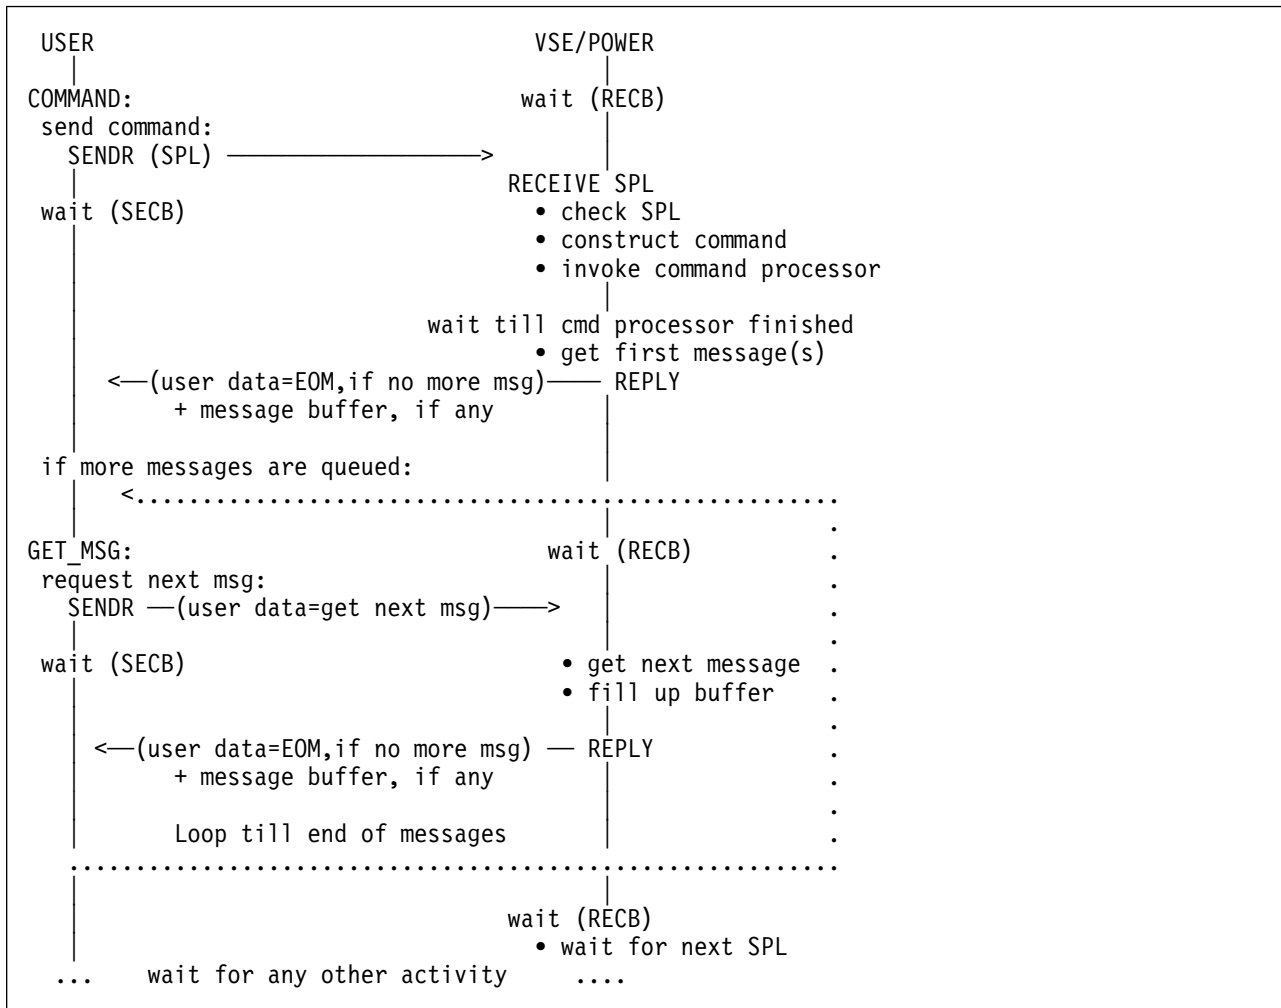 USER VSE/POWER
COMMAND: wait (RECB)
send command:
SENDR (SPL) ———————————————————>
RECEIVE SPL
wait (SECB) • check SPL
• construct command
• invoke command processor
wait till cmd processor finished
• get first message(s)
<——(user data=EOM,if no more msg)———— REPLY
+ message buffer, if any
if more messages are queued:
<.....................................................
GET_MSG: wait (RECB)
request next msg:
SENDR ——(user data=get next msg)————>
wait (SECB) • get next message
• fill up buffer
<——(user data=EOM,if no more msg) —— REPLY
+ message buffer, if any
Loop till end of messages
..........................................................
wait (RECB)
• wait for next SPL
... wait for any other activity ....